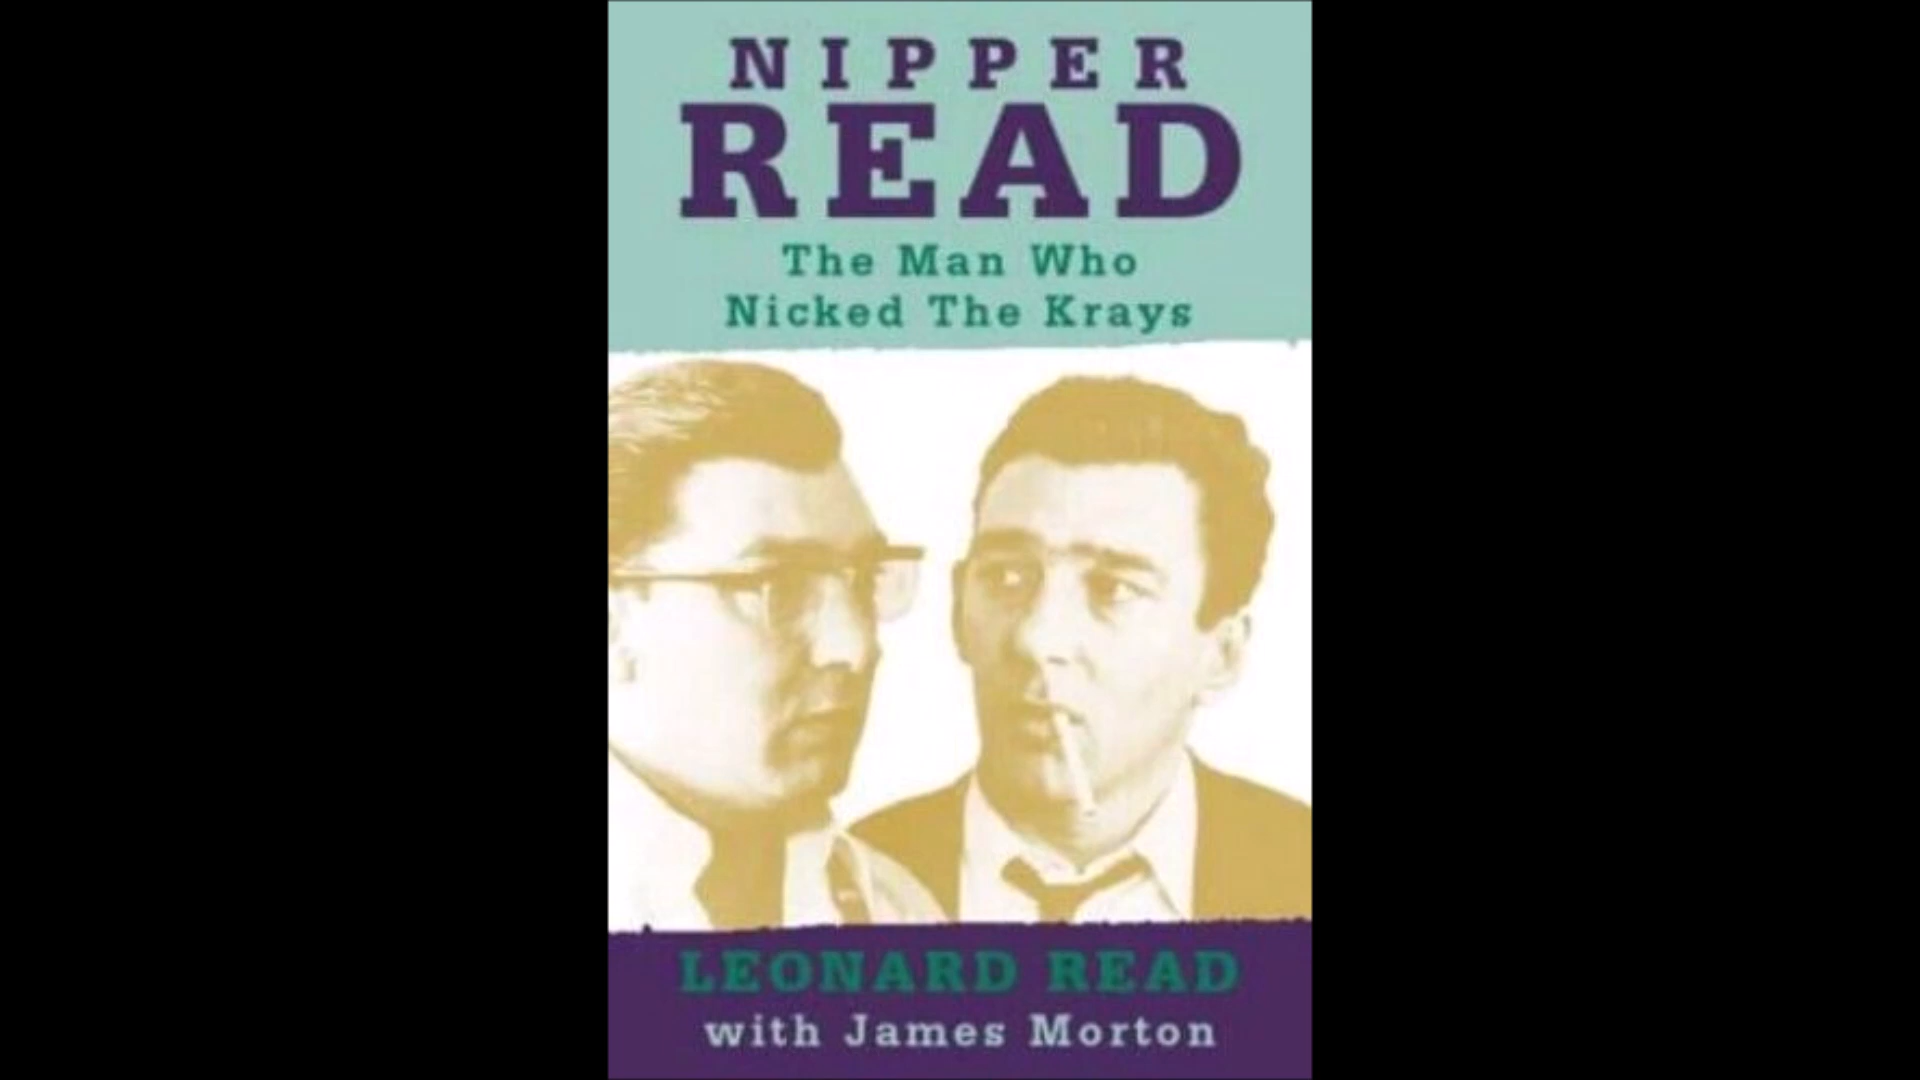 NIPPER
READ
The Man Who
Nicked The Krays
LEONARD READ
with James Morton